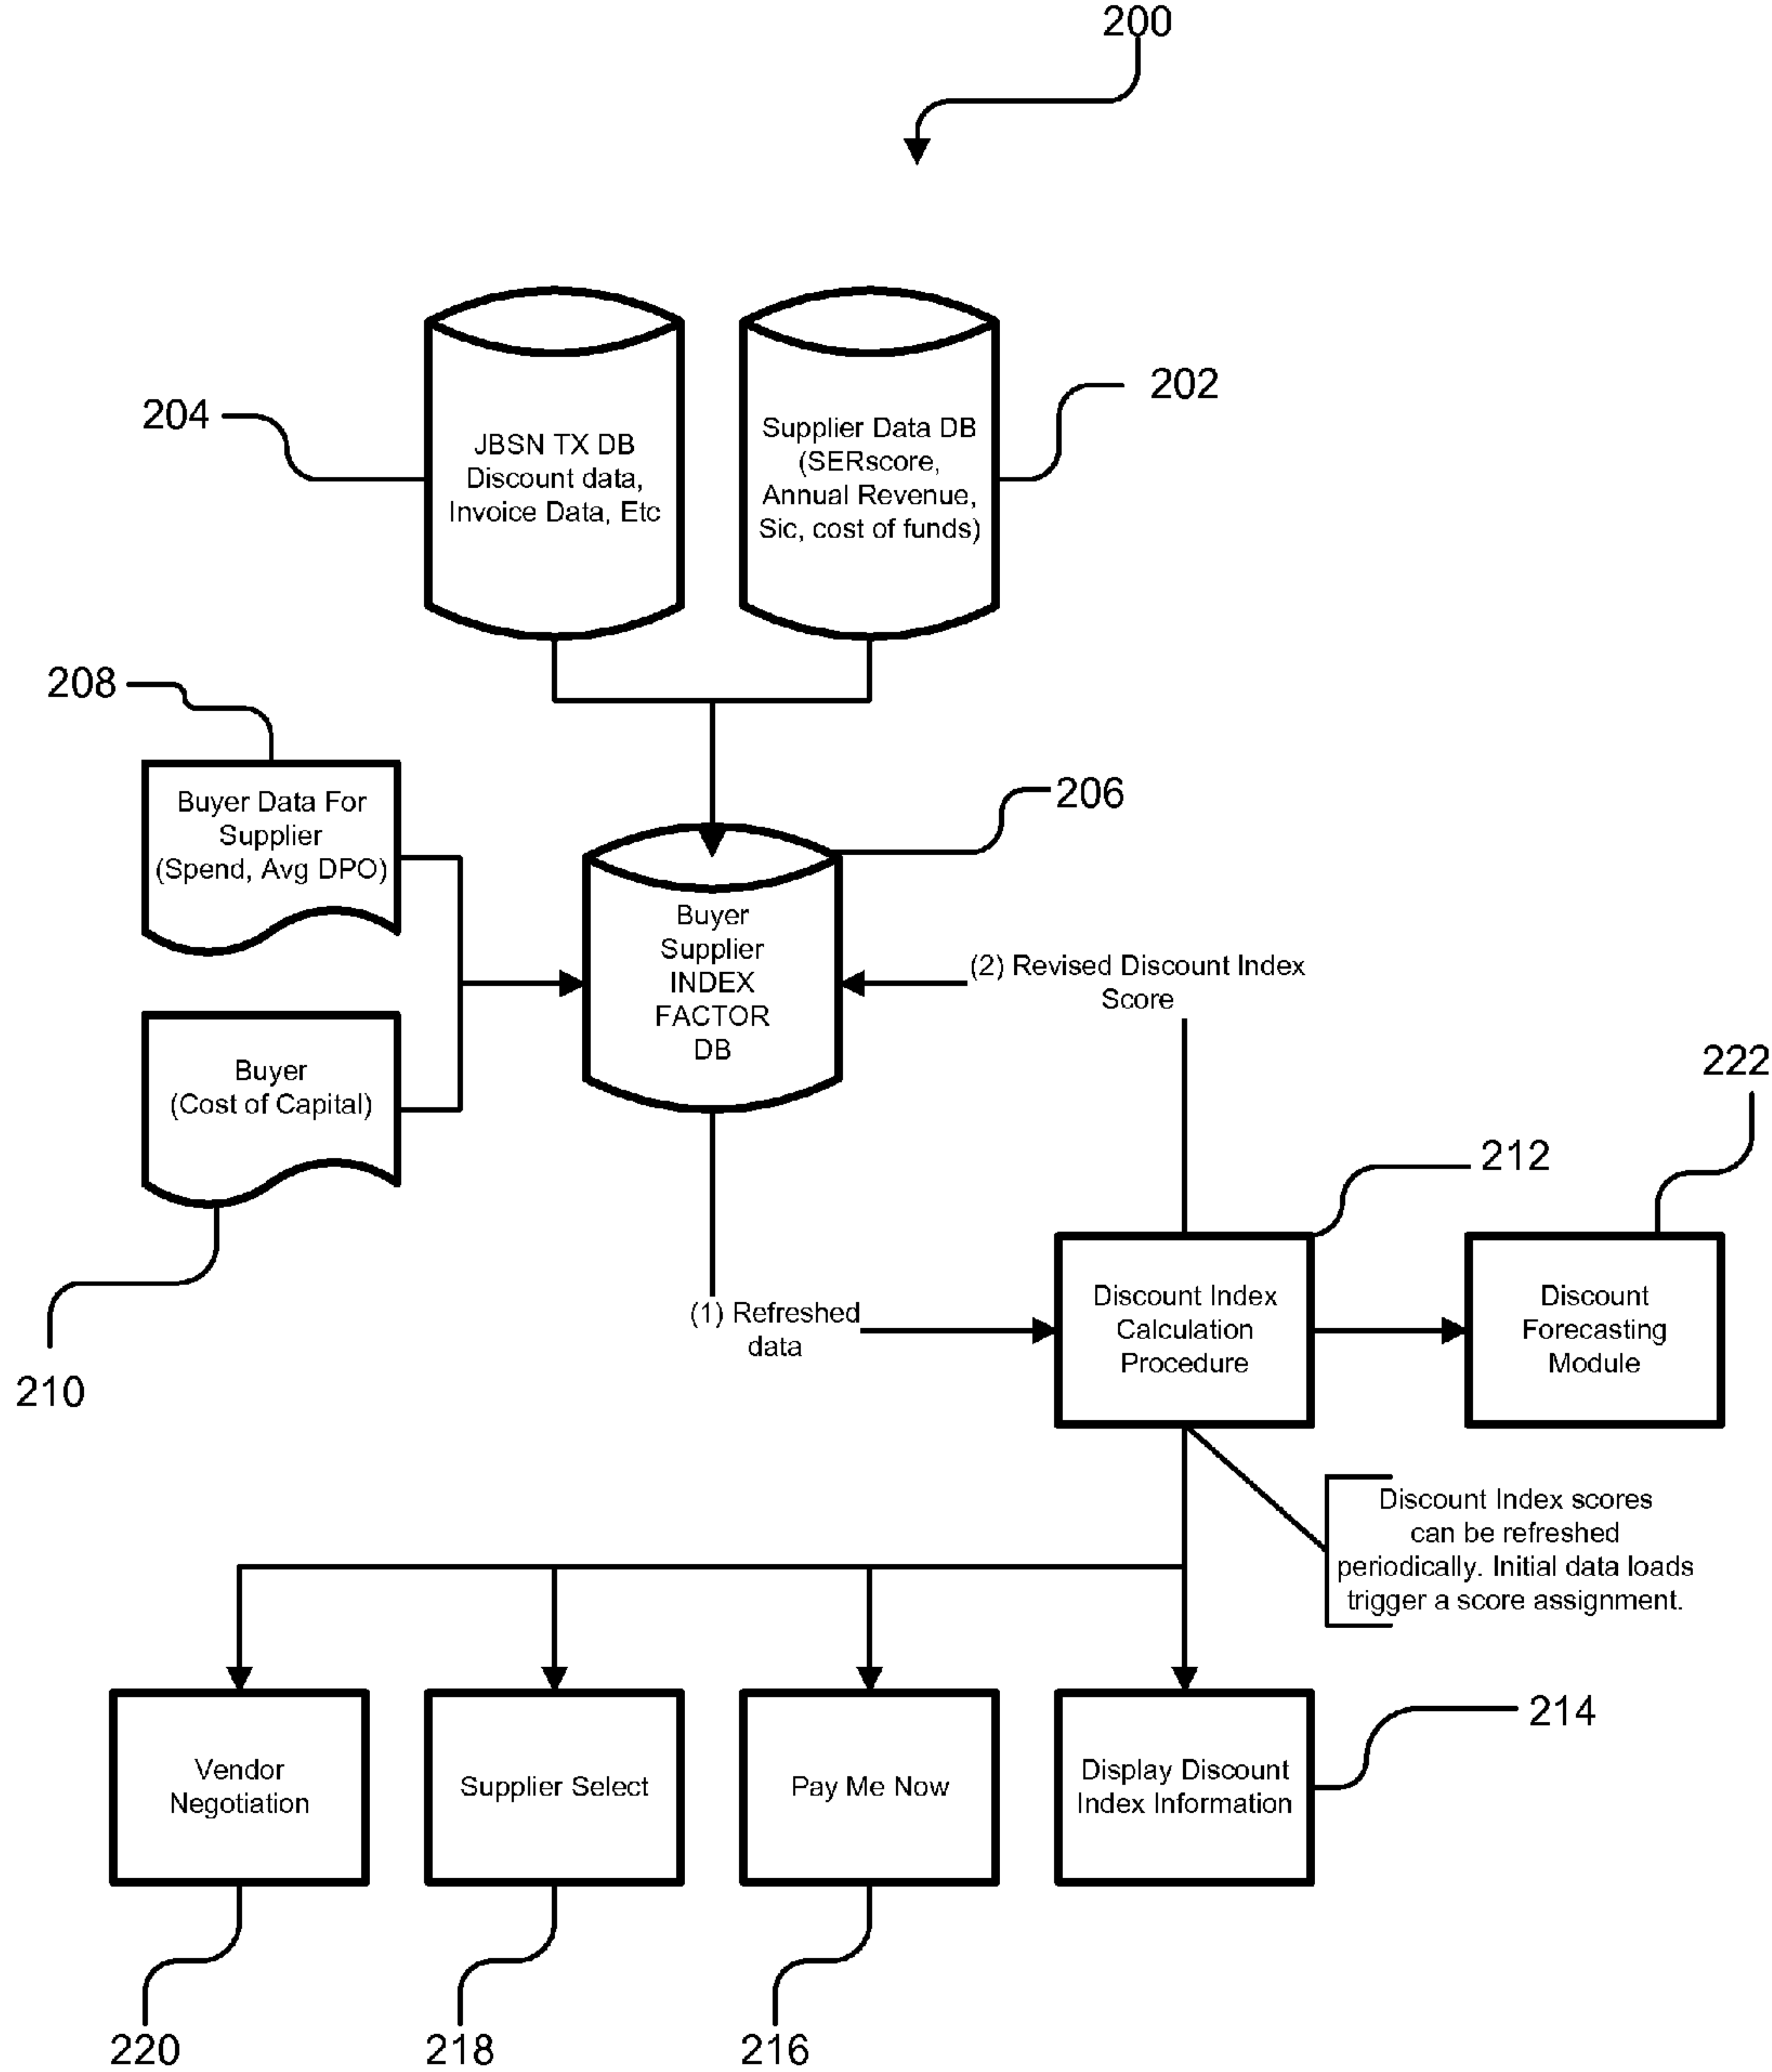 200
204
JBSN TX DB
Discount data,
Invoice Data, Etc
Supplier Data DB
(SERscore,
Annual Revenue,
Sic, cost of funds)
202
208
Buyer Data For
Supplier
(Spend, Avg DPO)
206
Buyer
Supplier
INDEX
FACTOR
DB
(2) Revised Discount Index
Score
Buyer
(Cost of Capital)
210
222
212
(1) Refreshed
data
Discount Index
Calculation
Procedure
Discount
Forecasting
Module
Discount Index scores
can be refreshed
periodically. Initial data loads
trigger a score assignment.
214
Vendor
Negotiation
Supplier Select
Pay Me Now
Display Discount
Index Information
220
218
216